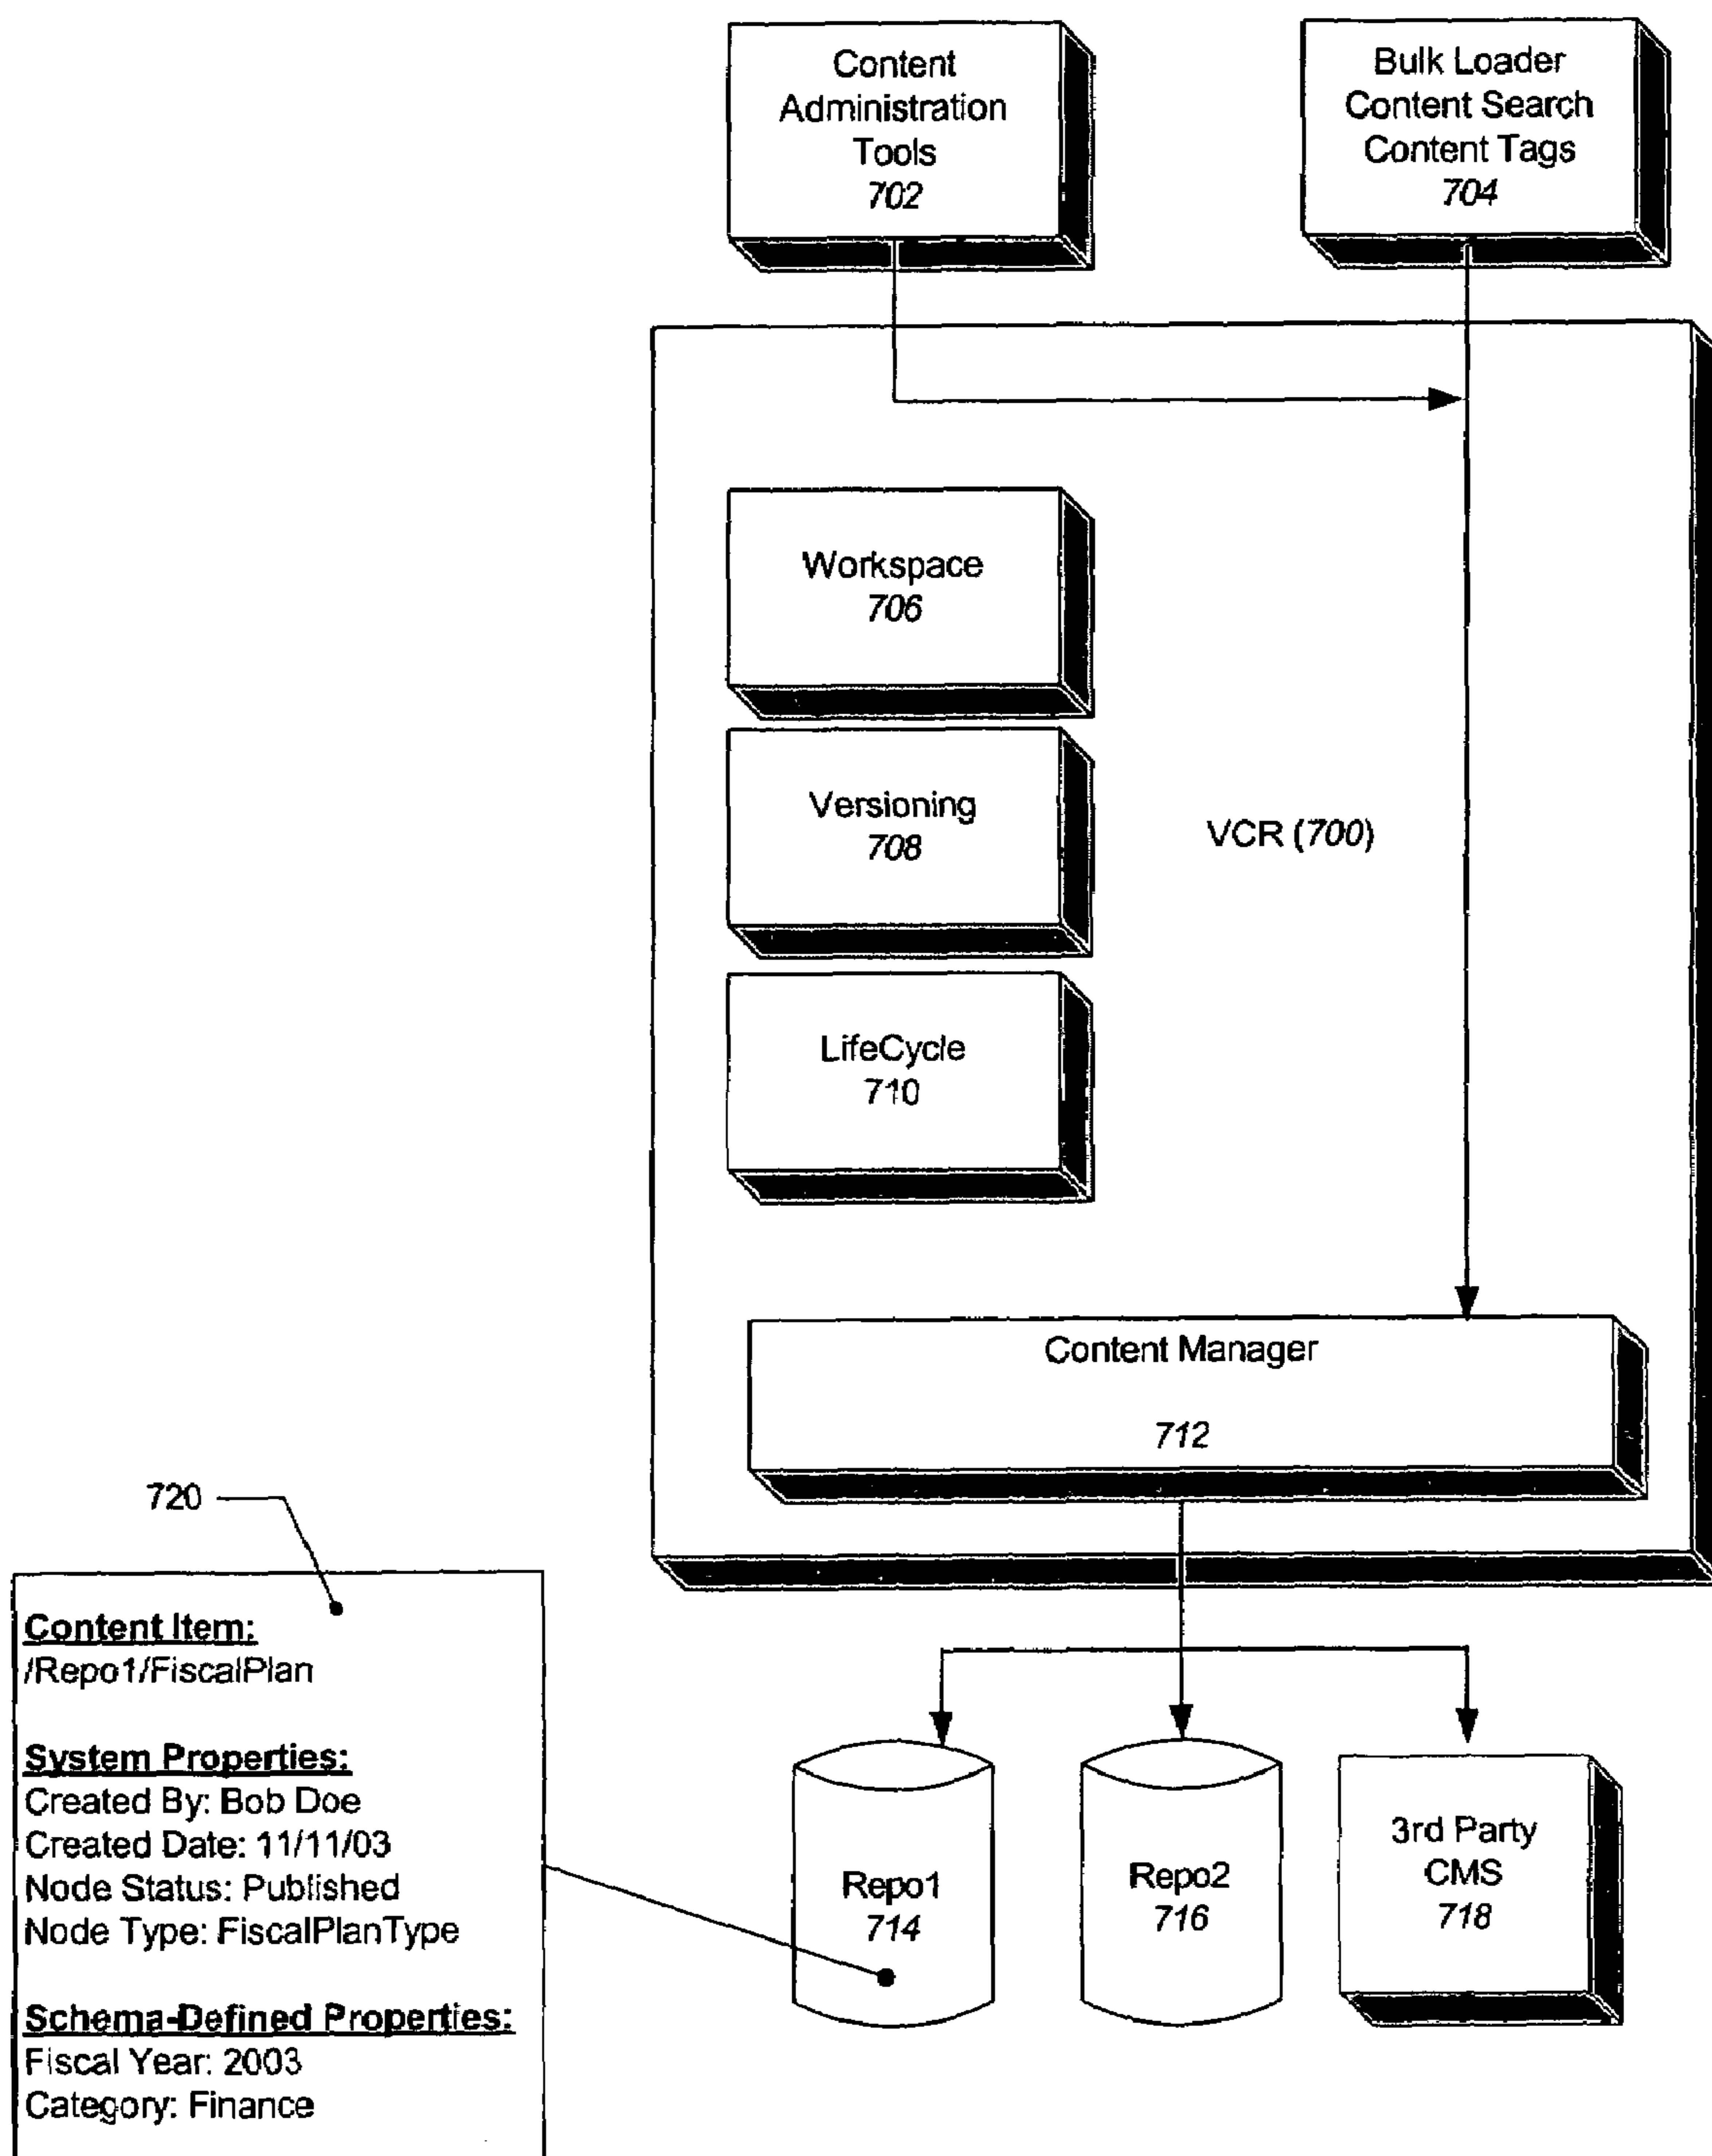 Content
Administration
Tools
702
Bulk Loader
Content Search
Content Tags
704
Workspace
706
Versioning
708
VCR (700)
LifeCycle
710
Content Manager
712
720
Content Item:
/Repo1/FiscalPlan
System Properties:
Created By: Bob Doe
Created Date: 11/11/03
Node Status: Published
Node Type: FiscalPlanType
Schema-Defined Properties:
Fiscal Year: 2003
Category: Finance
Repo1
714
Repo2
716
3rd Party
CMS
718